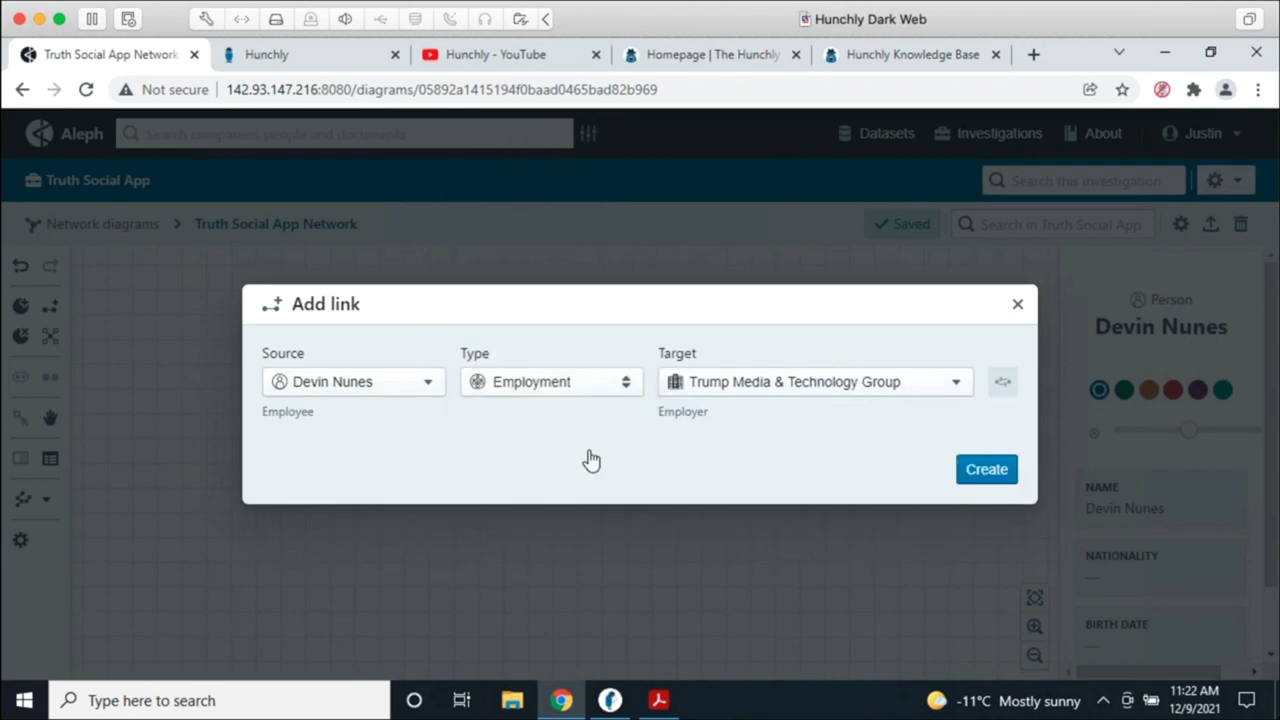 Hunchly Dark Web
Truth Social App Network
Hunchly
Hunchly - YouTube
Homepage | The Hunchly
Hunchly Knowledge Base
Not secure
142.93.147.216:8080/diagrams/05892a1415194f0baad0465bad82b969
Aleph
Search companies, people and documents
Datasets
Investigations
About
Justin
Truth Social App
Search this investigation
Network diagrams
Truth Social App Network
Saved
Search in Truth Social App
Add link
Source
Type
Target
Devin Nunes
Employment
Trump Media & Technology Group
Employee
Employer
Create
Person
Devin Nunes
NAME
Devin Nunes
NATIONALITY
—
BIRTH DATE
—
Type here to search
-11°C Mostly sunny
11:22 AM
12/9/2021